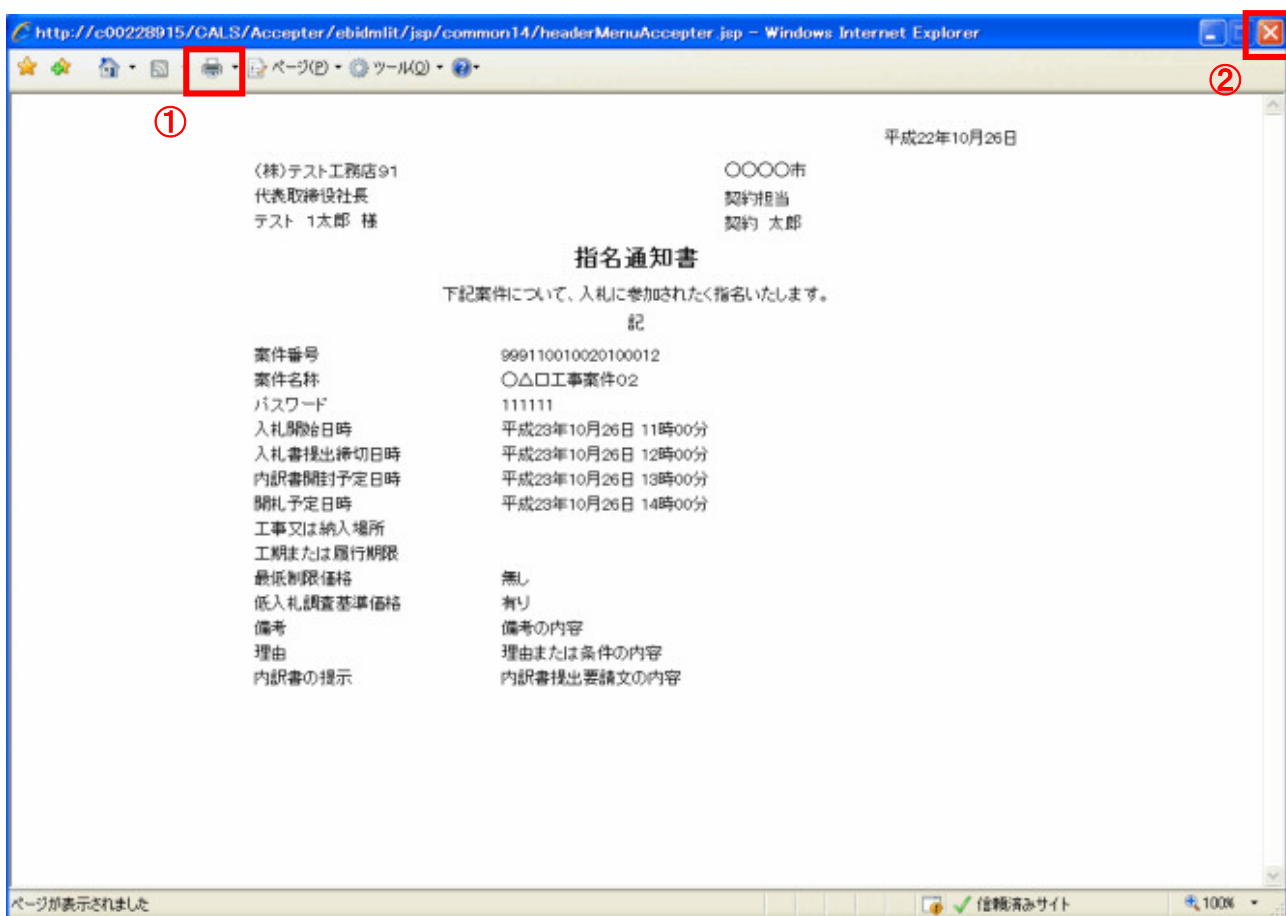 http://c00228915/CALS/Accepter/ebidmlit/jsp/common14/headerMenuAccepter.jsp - Windows Internet Explorer
ページ(P) ツール(O)
①
②
平成22年10月26日
(株)テスト工務店91 〇〇〇〇市
代表取締役社長 契約担当
テスト 1太郎 様 契約 太郎
指名通知書
下記案件について、入札に参加されたく指名いたします。
記
案件番号 999110010020100012
案件名称 〇△口工事案件02
パスワード 111111
入札開始日時 平成23年10月26日 11時00分
入札書提出締切日時 平成23年10月26日 12時00分
内訳書開封予定日時 平成23年10月26日 13時00分
開札予定日時 平成23年10月26日 14時00分
工事又は納入場所
工期または履行期限
最低制限価格 無し
低入札調査基準価格 有り
備考 備考の内容
理由 理由または条件の内容
内訳書の提示 内訳書提出要請文の内容
ページが表示されました 信頼済みサイト 100%